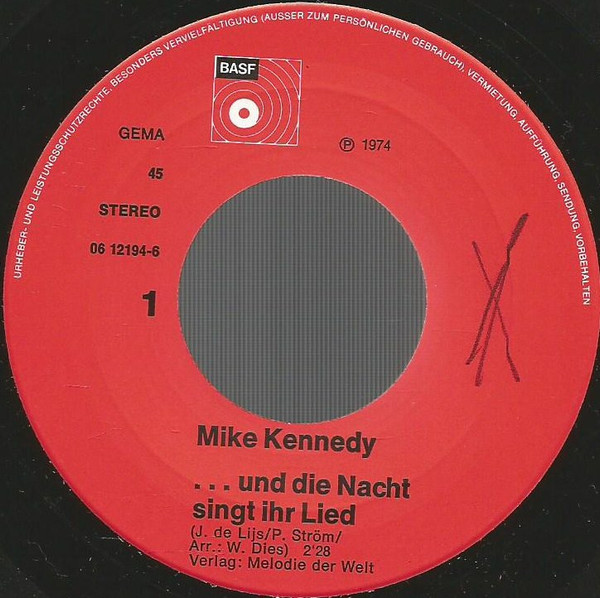 URHEBER- UND LEISTUNGSSCHUTZRECHTE, BESONDERS VERVIELFÄLTIGUNG (AUSSER ZUM PERSÖNLICHEN GEBRAUCH), VERMIETUNG, AUFFÜHRUNG, SENDUNG, VORBEHALTEN
BASF
GEMA
℗ 1974
45
STEREO
06 12194-6
1
Mike Kennedy
... und die Nacht
singt ihr Lied
(J. de Lijs/P. Ström/
Arr.: W. Dies) 2'28
Verlag: Melodie der Welt